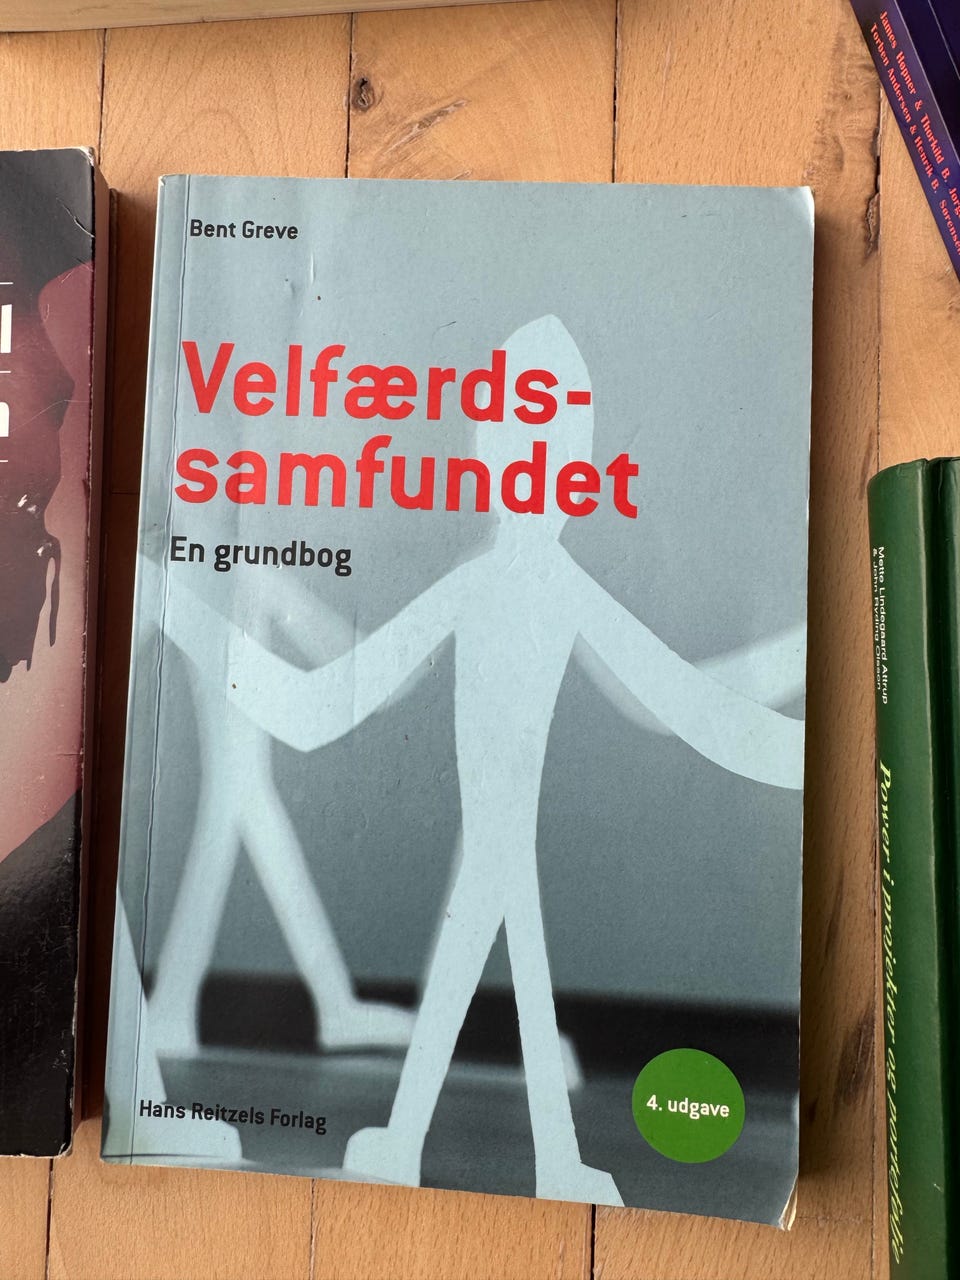 Bent Greve
Velfærds-
samfundet
En grundbog
Hans Reitzels Forlag
4. udgave
James Høpner & Thorkild B. Jørg
Torben Andersen & Henrik B. Sørensen
Mette Lindegaard Attrup
& John Ryding Olsson
Power i projekter og portefølje